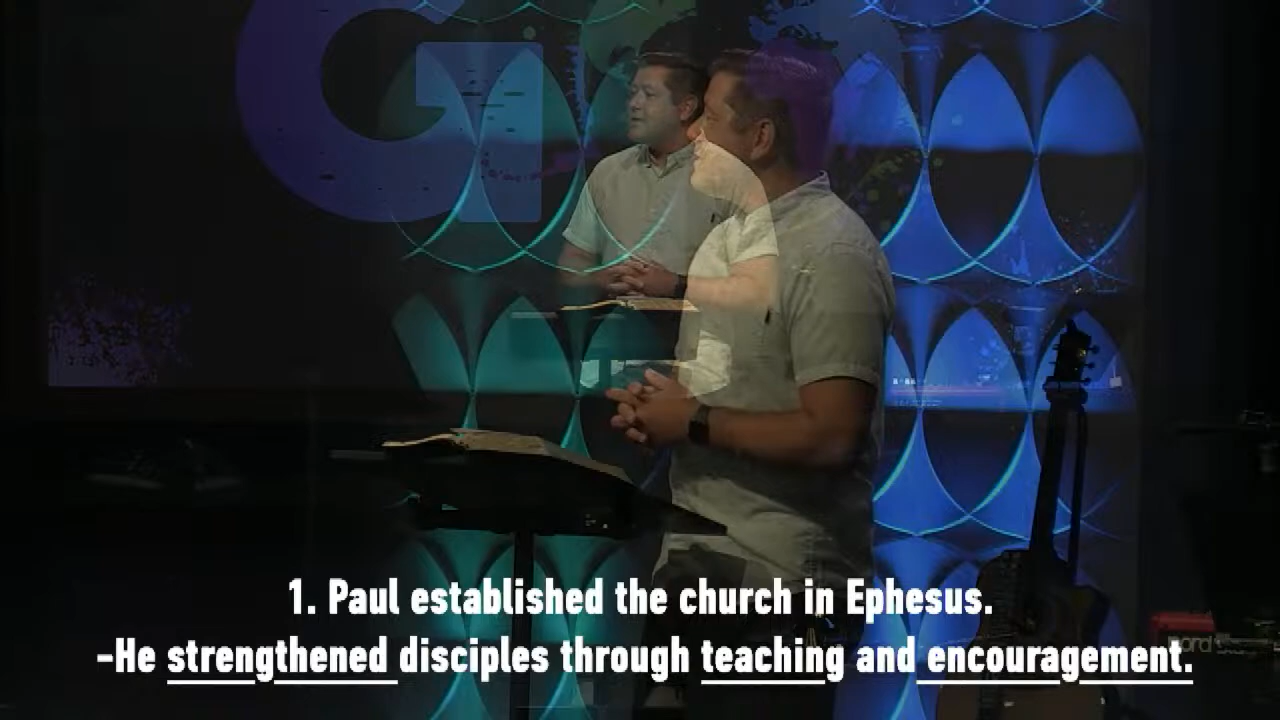 1. Paul established the church in Ephesus.
-He strengthened disciples through teaching and encouragement.